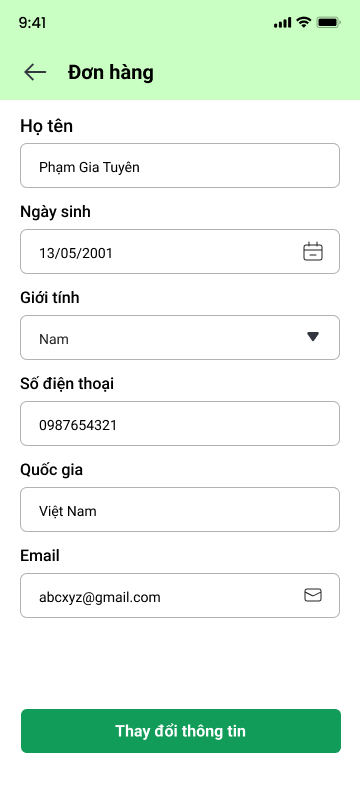 9:41
Đơn hàng
Họ tên
Phạm Gia Tuyên
Ngày sinh
13/05/2001
Giới tính
Nam
Số điện thoại
0987654321
Quốc gia
Việt Nam
Email
abcxyz@gmail.com
Thay đổi thông tin